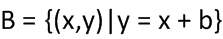 B = {(x,y)|y = x + b}